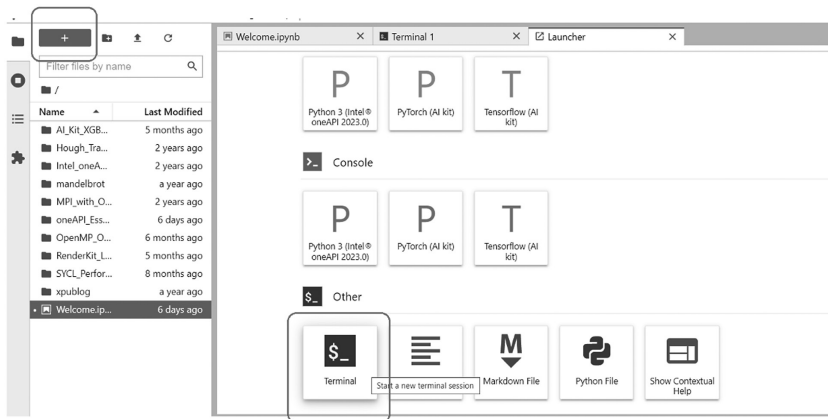 +
Welcome.ipynb
Terminal 1
Launcher
Filter files by name
/
Name Last Modified
AI_Kit_XGB... 5 months ago
Hough_Tra... 2 years ago
Intel_oneA... 2 years ago
mandelbrot a year ago
MPI_with_O... 2 years ago
oneAPI_Ess... 6 days ago
OpenMP_O... 6 months ago
RenderKit_L... 5 months ago
SYCL_Perfor... 8 months ago
xpublog a year ago
Welcome.ip... 6 days ago
P P T
Python 3 (Intel® PyTorch (AI kit) Tensorflow (AI
oneAPI 2023.0) kit)
Console
P P T
Python 3 (Intel® PyTorch (AI kit) Tensorflow (AI
oneAPI 2023.0) kit)
$_ Other
$_ M
Terminal Markdown File Python File Show Contextual
Start a new terminal session Help